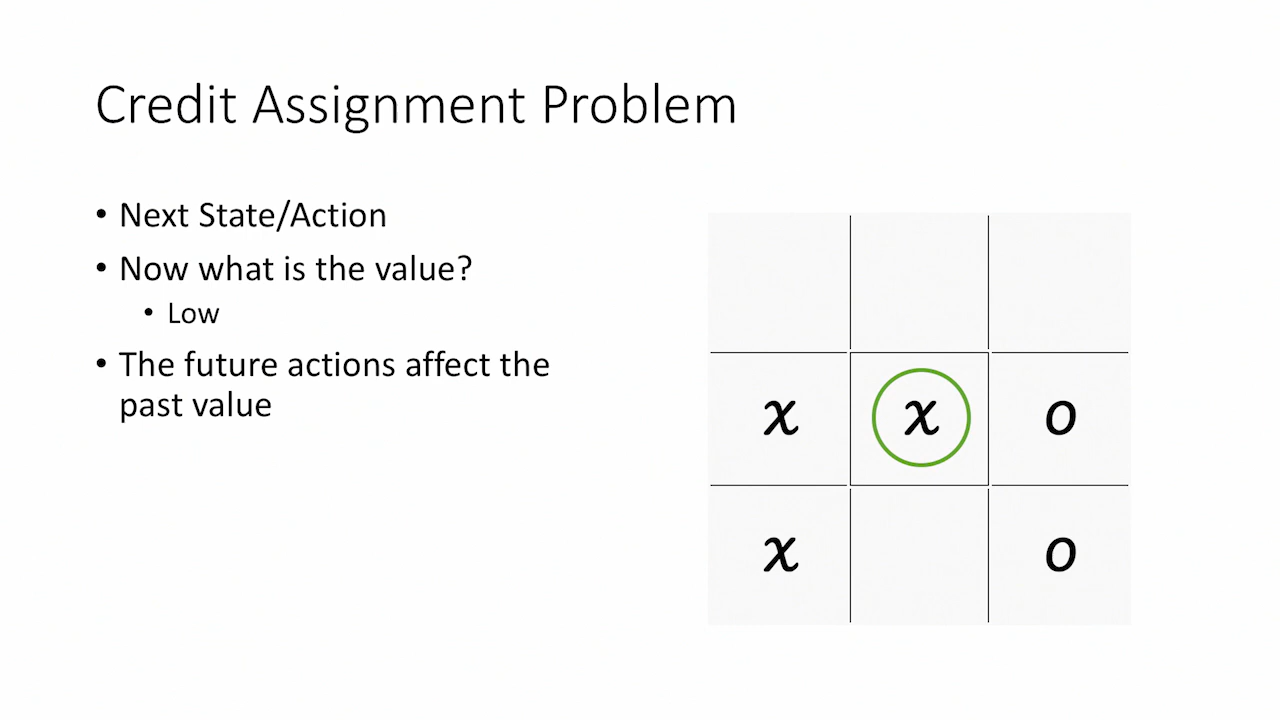 Credit Assignment Problem
• Next State/Action
• Now what is the value?
• Low
• The future actions affect the
past value
x x o
x o